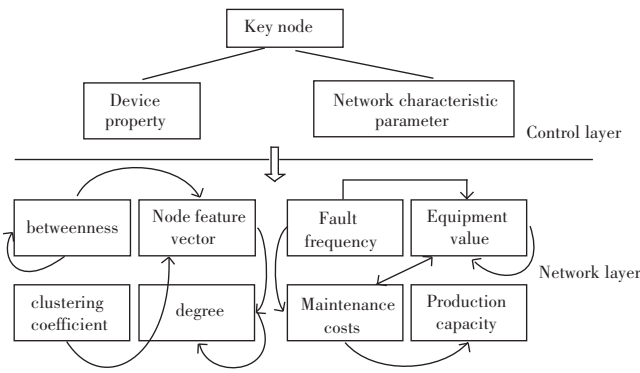 Key node
Device
property
Network characteristic
parameter
Control layer
betweenness
Node feature
vector
Fault
frequency
Equipment
value
Network layer
clustering
coefficient
degree
Maintenance
costs
Production
capacity